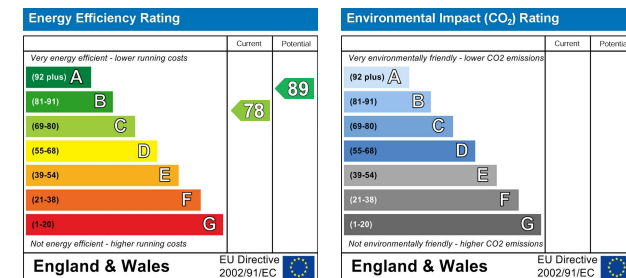 Energy Efficiency Rating
Current Potential
Very energy efficient - lower running costs
(92 plus) A
(81-91) B
(69-80) C
(55-68) D
(39-54) E
(21-38) F
(1-20) G
78
89
Not energy efficient - higher running costs
England & Wales
EU Directive
2002/91/EC
Environmental Impact (CO₂) Rating
Current Potential
Very environmentally friendly - lower CO2 emissions
(92 plus) A
(81-91) B
(69-80) C
(55-68) D
(39-54) E
(21-38) F
(1-20) G
Not environmentally friendly - higher CO2 emissions
England & Wales
EU Directive
2002/91/EC